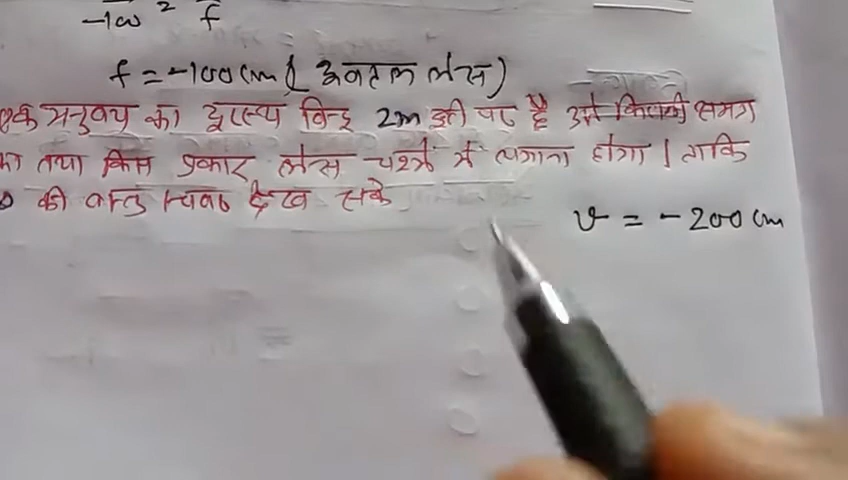 -100 2 f
f = -100 cm ( अवतल लेंस )
एक मनुष्य का दूरस्थ बिन्दु 2m दूरी पर है उसे कितनी क्षमता
का तथा किस प्रकार लेंस चश्मे में लगाना होगा । ताकि
की वस्तु स्पष्ट देख सके
v = -200 cm